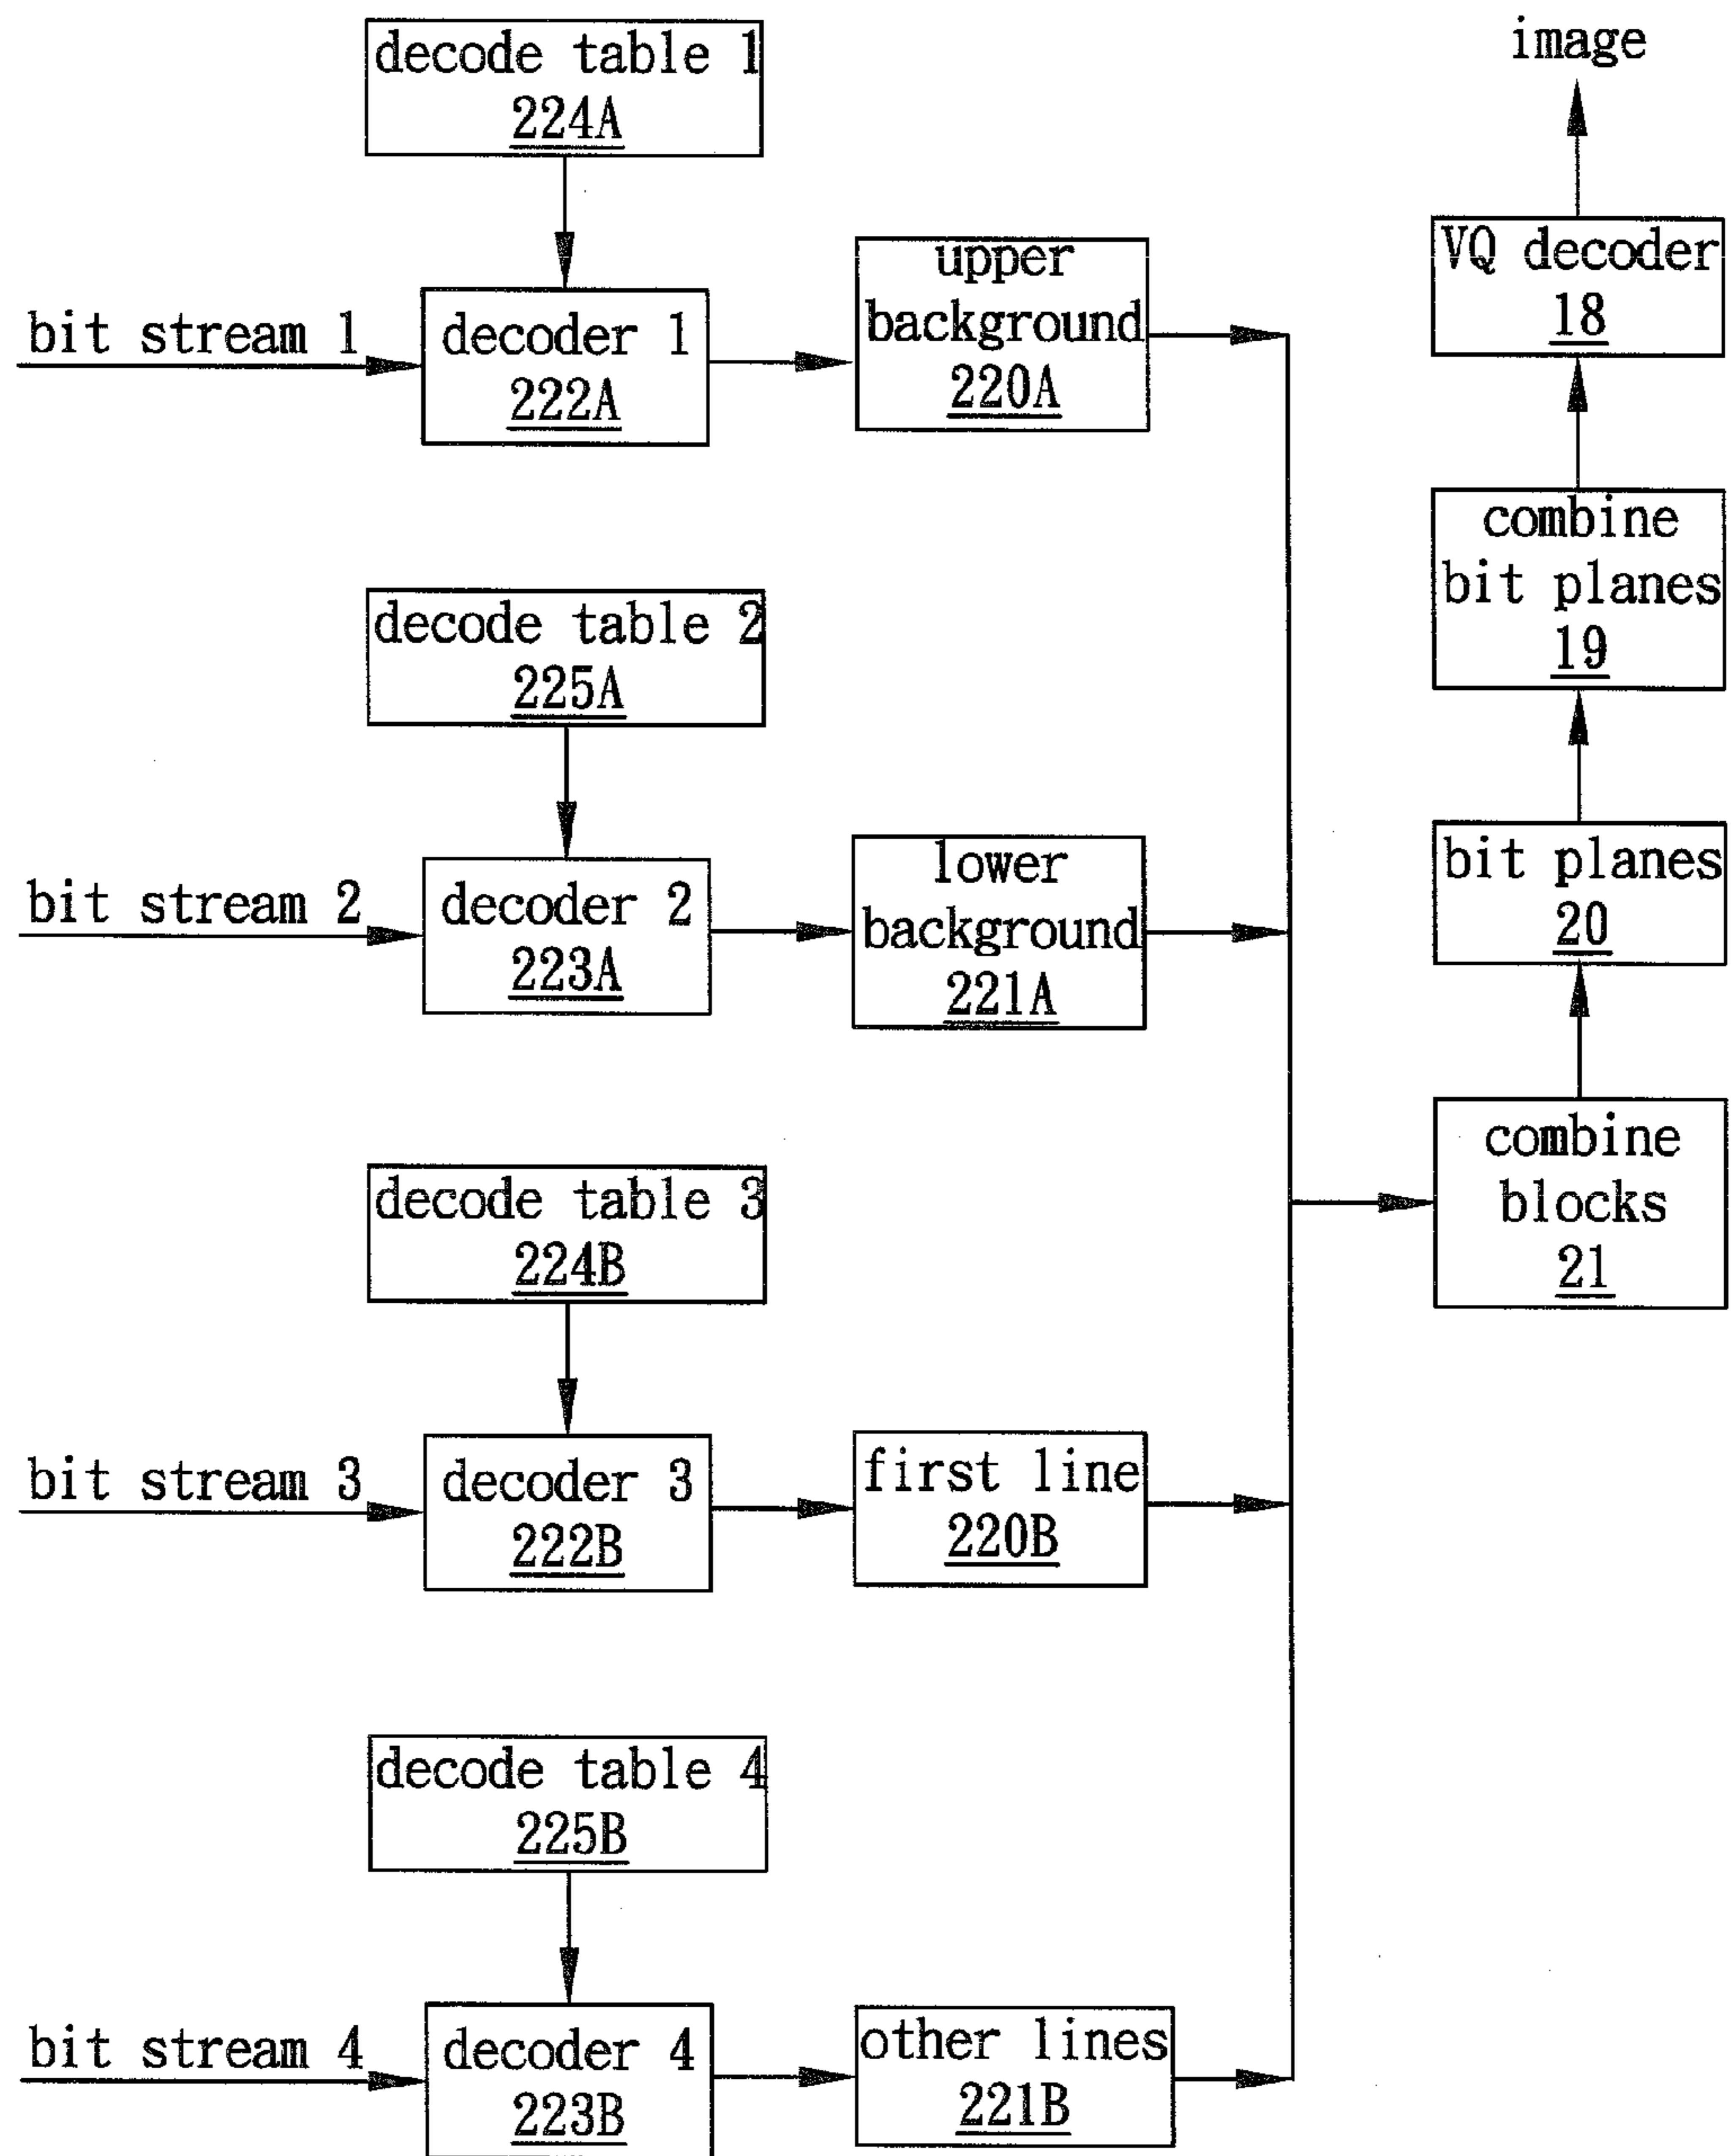 decode table 1
224A
bit stream 1
decoder 1
222A
upper
background
220A
decode table 2
225A
bit stream 2
decoder 2
223A
lower
background
221A
decode table 3
224B
bit stream 3
decoder 3
222B
first line
220B
decode table 4
225B
bit stream 4
decoder 4
223B
other lines
221B
image
VQ decoder
18
combine
bit planes
19
bit planes
20
combine
blocks
21